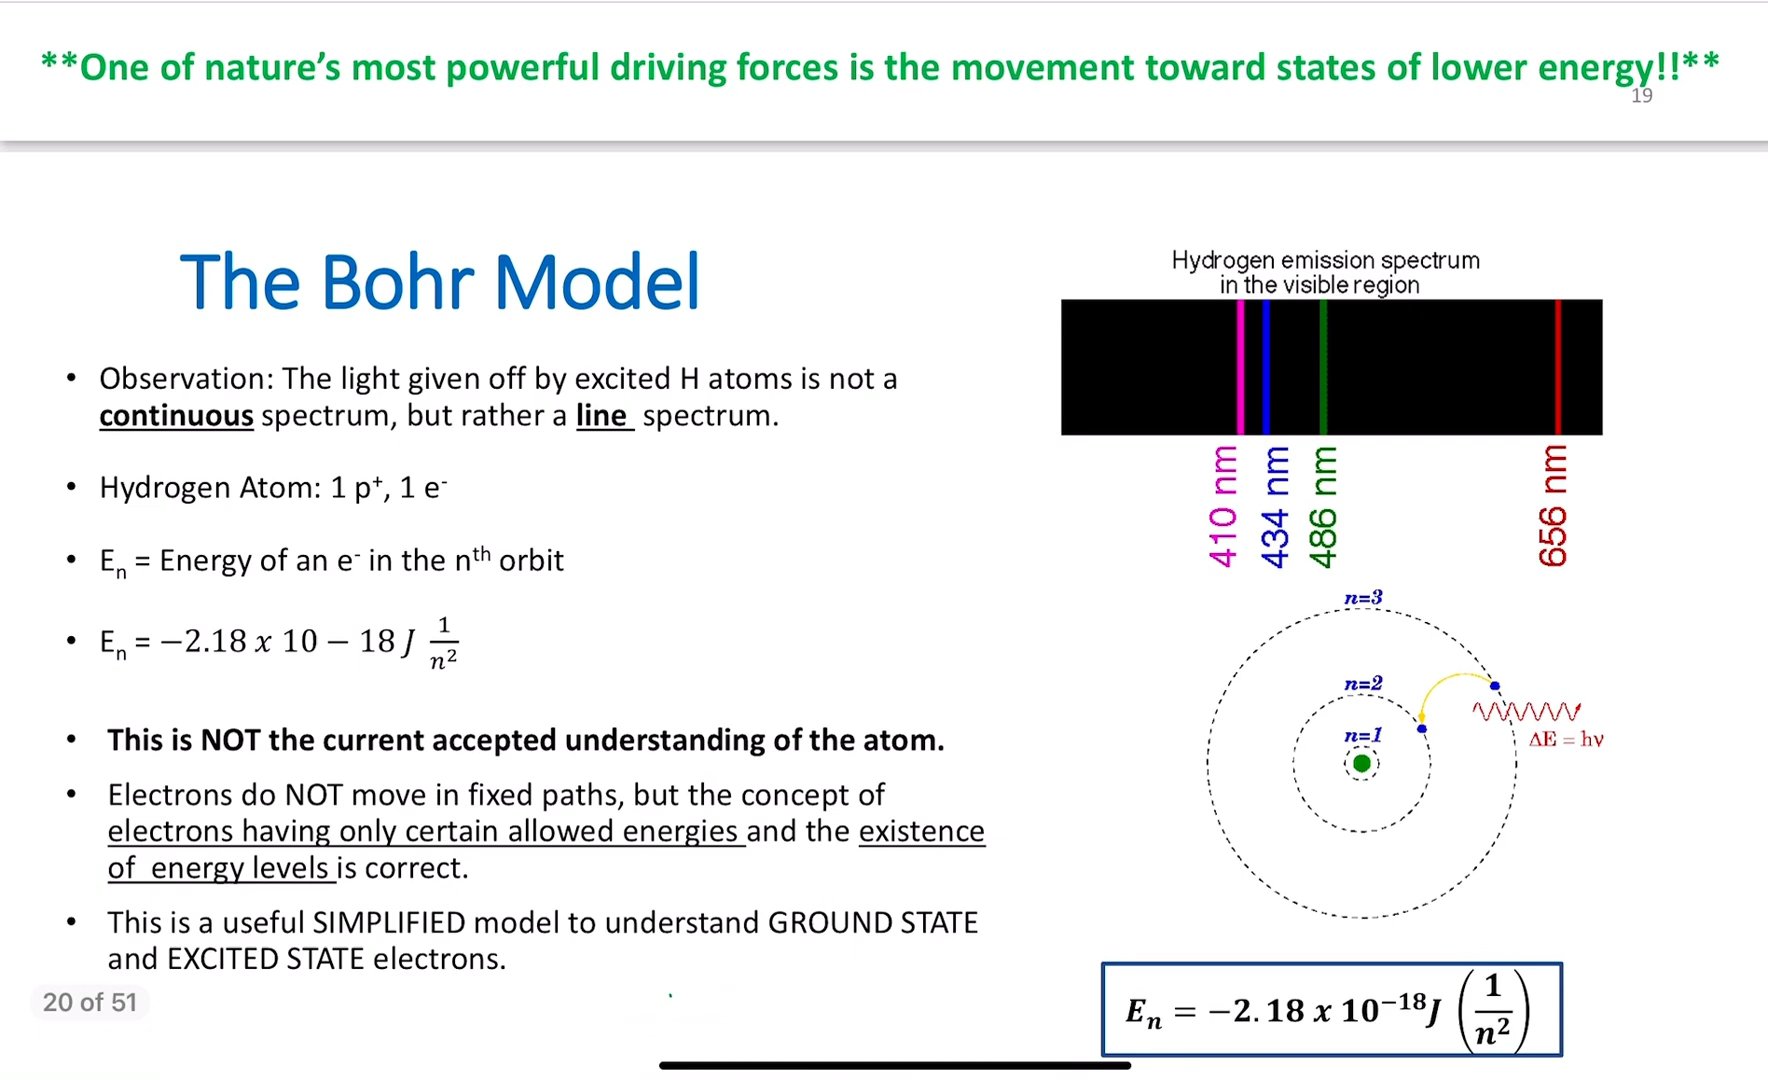 **One of nature's most powerful driving forces is the movement toward states of lower energy!!**
19
The Bohr Model
• Observation: The light given off by excited H atoms is not a
continuous spectrum, but rather a line spectrum.
• Hydrogen Atom: 1 p⁺, 1 e⁻
• Eₙ = Energy of an e⁻ in the nᵗʰ orbit
• Eₙ = −2.18 x 10 − 18 J 1/n²
• This is NOT the current accepted understanding of the atom.
• Electrons do NOT move in fixed paths, but the concept of
electrons having only certain allowed energies and the existence
of energy levels is correct.
• This is a useful SIMPLIFIED model to understand GROUND STATE
and EXCITED STATE electrons.
20 of 51
Hydrogen emission spectrum
in the visible region
410 nm
434 nm
486 nm
656 nm
n=3
n=2
n=1
ΔE = hν
Eₙ = −2.18 x 10⁻¹⁸J (1/n²)